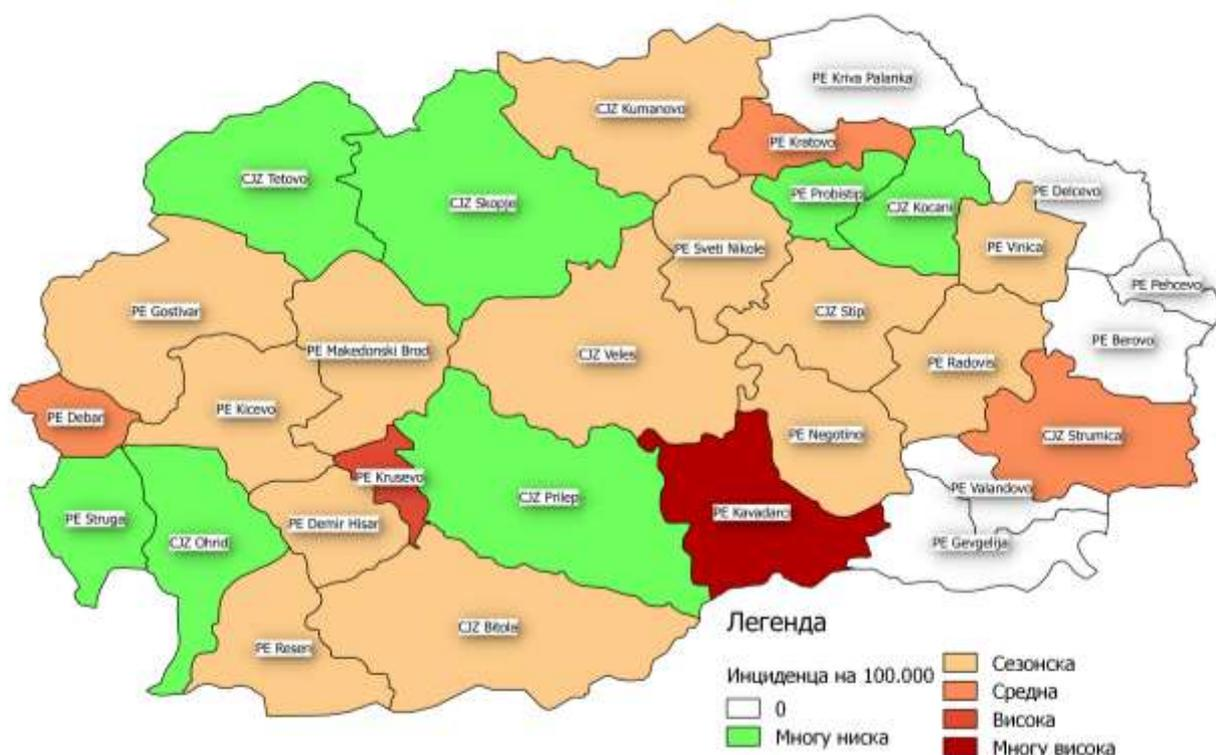 PE Kriva Palanka
CJZ Kumanovo
PE Kratovo
CJZ Tetovo
PE Probistip
PE Delcevo
CJZ Skopje
CJZ Kocani
PE Sveti Nikole
PE Vinica
PE Pehcevo
PE Gostivar
CJZ Stip
PE Berovo
PE Makedonski Brod
CJZ Veles
PE Radovis
PE Kicevo
PE Debar
PE Negotino
CJZ Strumica
PE Krusevo
PE Valandovo
CJZ Prilep
PE Kavadarci
PE Struga
PE Demir Hisar
CJZ Ohrid
PE Gevgelija
CJZ Bitola
PE Resen
Легенда
Инциденца на 100.000
0
Многу ниска
Сезонска
Средна
Висока
Многу висока